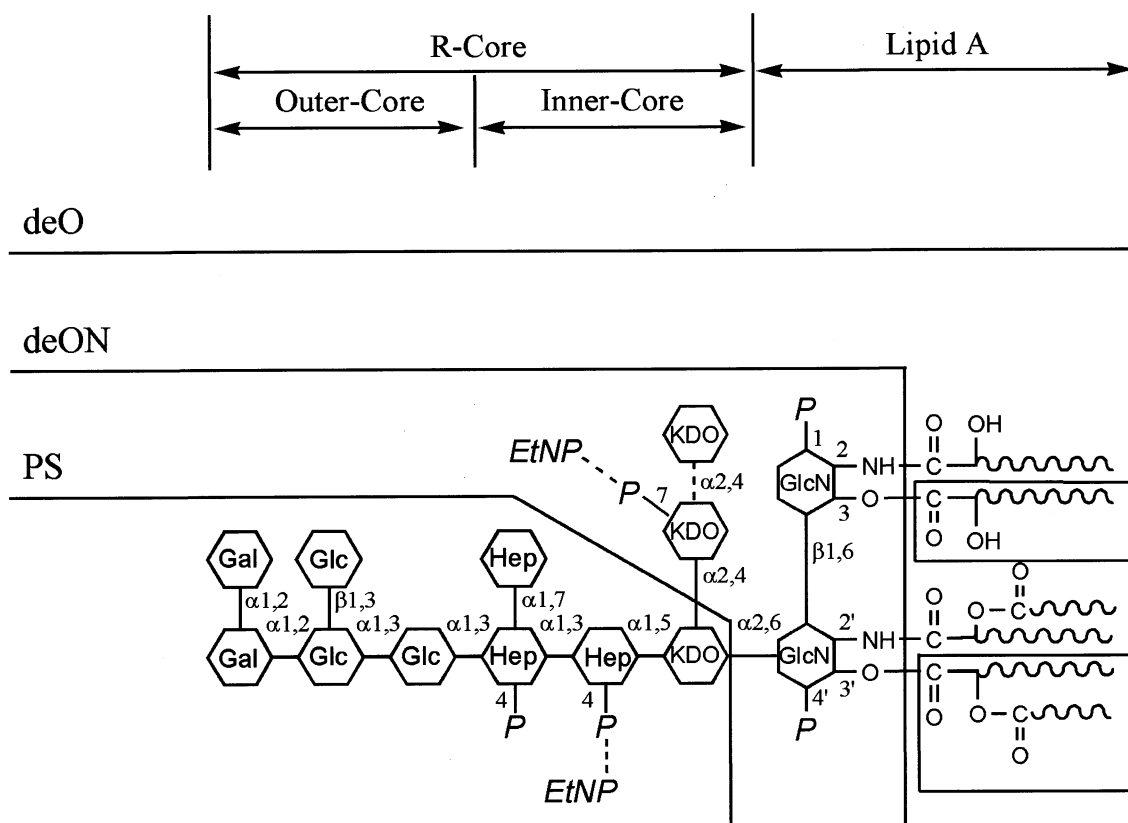 R-Core
Lipid A
Outer-Core
Inner-Core
deO
deON
PS
EtNP
P
7
KDO
α2,4
KDO
α2,4
P
1
2
GlcN
3
NH
C
O
OH
O
C
O
OH
β1,6
Gal
Glc
Hep
α1,2
β1,3
α1,7
α1,2
α1,3
α1,3
α1,3
α1,5
α2,6
Gal
Glc
Glc
Hep
Hep
KDO
GlcN
2'
NH
C
O
O
C
O
4
P
4
P
EtNP
4'
3'
P
O
C
O
O
C
O